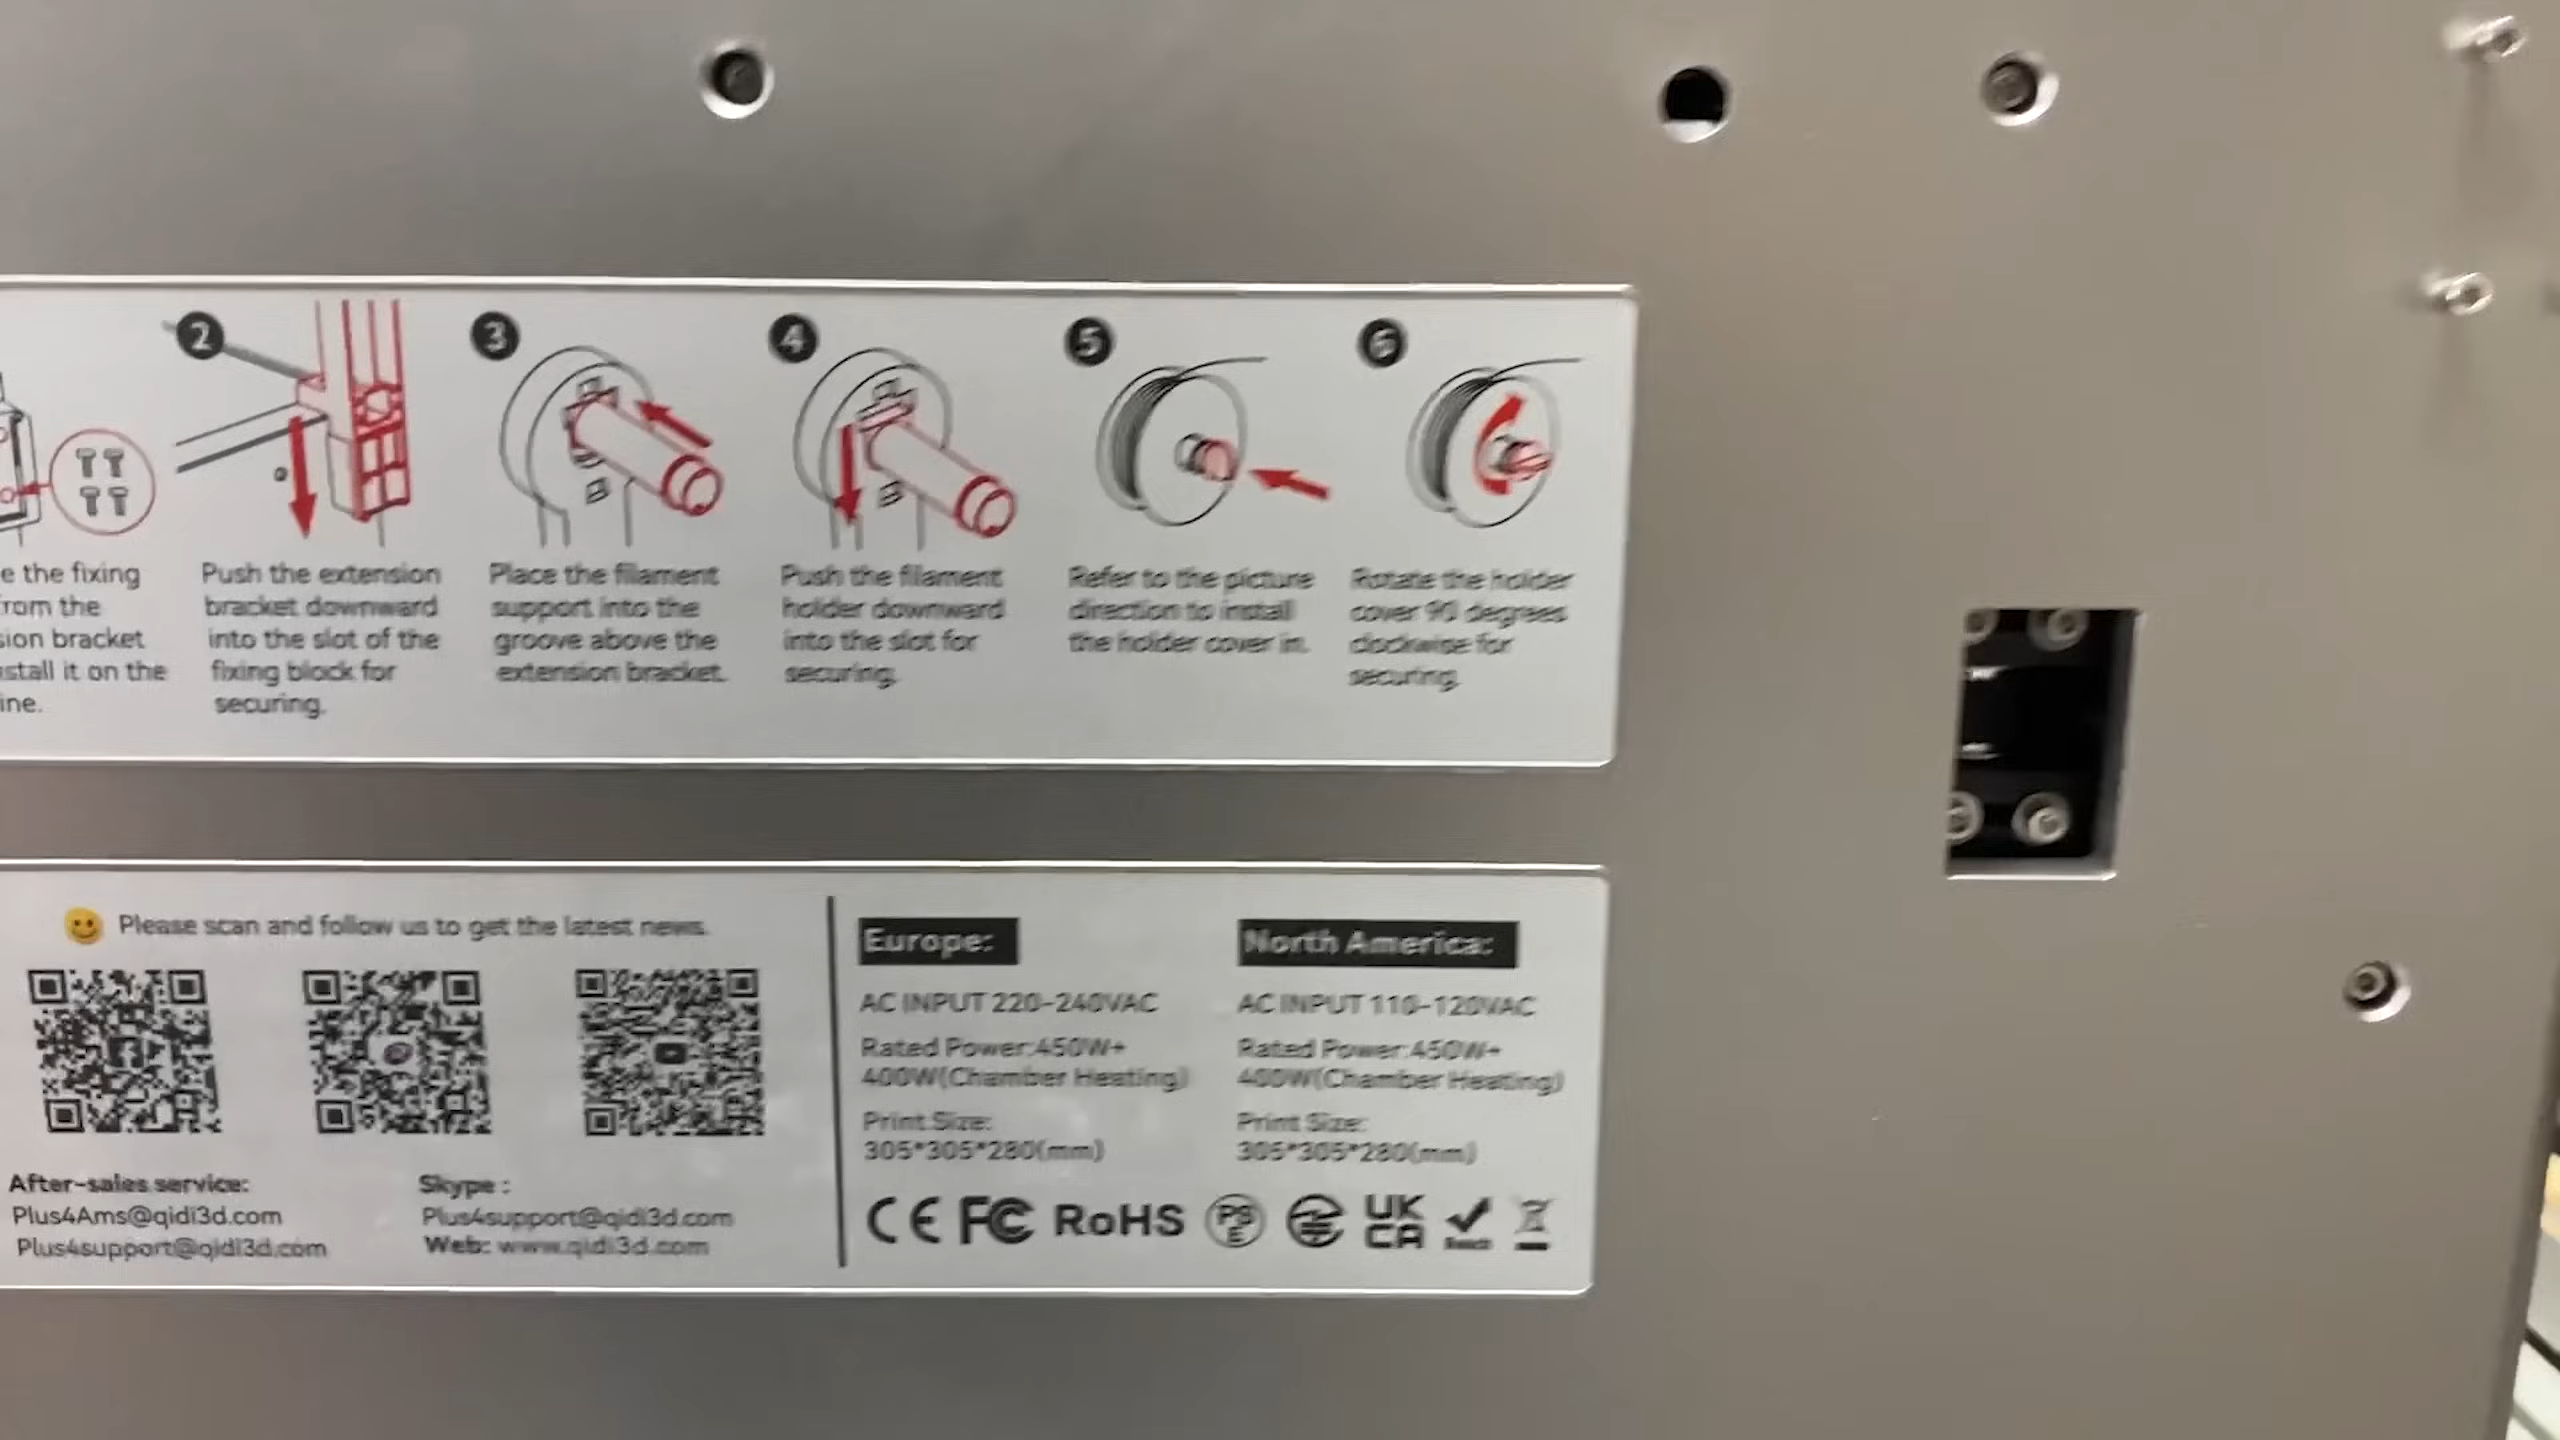 2
3
4
5
6
e the fixing
rom the
sion bracket
stall it on the
ine.
Push the extension
bracket downward
into the slot of the
fixing block for
securing.
Place the filament
support into the
groove above the
extension bracket.
Push the filament
holder downward
into the slot for
securing.
Refer to the picture
direction to install
the holder cover in.
Rotate the holder
cover 90 degrees
clockwise for
securing.
Please scan and follow us to get the latest news.
After-sales service:
Plus4Ams@qidi3d.com
Plus4support@qidi3d.com
Skype :
Plus4support@qidi3d.com
Web: www.qidi3d.com
Europe:
AC INPUT 220-240VAC
Rated Power:450W+
400W(Chamber Heating)
Print Size:
305*305*280(mm)
North America:
AC INPUT 110-120VAC
Rated Power:450W+
400W(Chamber Heating)
Print Size:
305*305*280(mm)
CE FC RoHS PS E UK CA